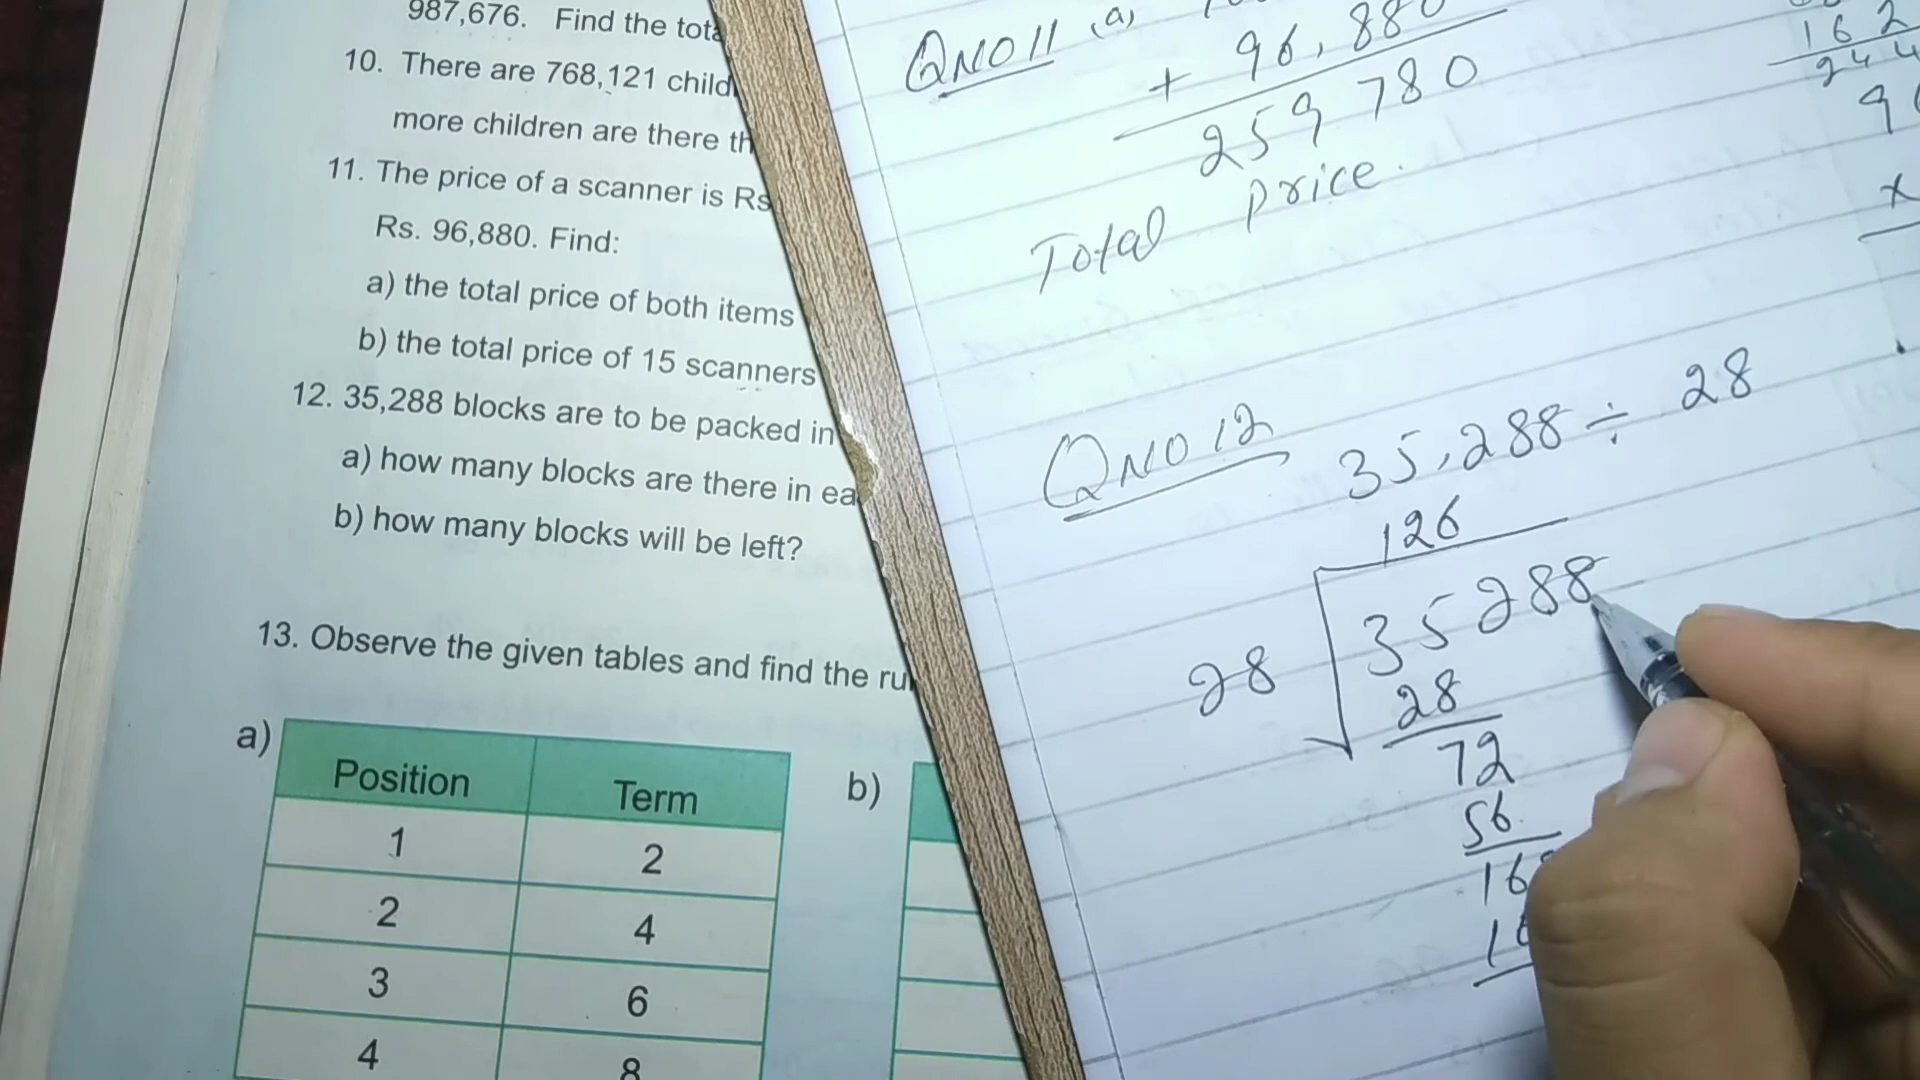 987,676. Find the tota
10. There are 768,121 child
more children are there th
11. The price of a scanner is Rs
Rs. 96,880. Find:
a) the total price of both items
b) the total price of 15 scanners
12. 35,288 blocks are to be packed in
a) how many blocks are there in ea
b) how many blocks will be left?
13. Observe the given tables and find the ru
a)
Position Term
1 2
2 4
3 6
4 8
b)
QNO 11 (a)
+ 96,880
259 780
Total price.
162
244
x
QNO 12 35,288 ÷ 28
126
28 35288
28
72
56
16